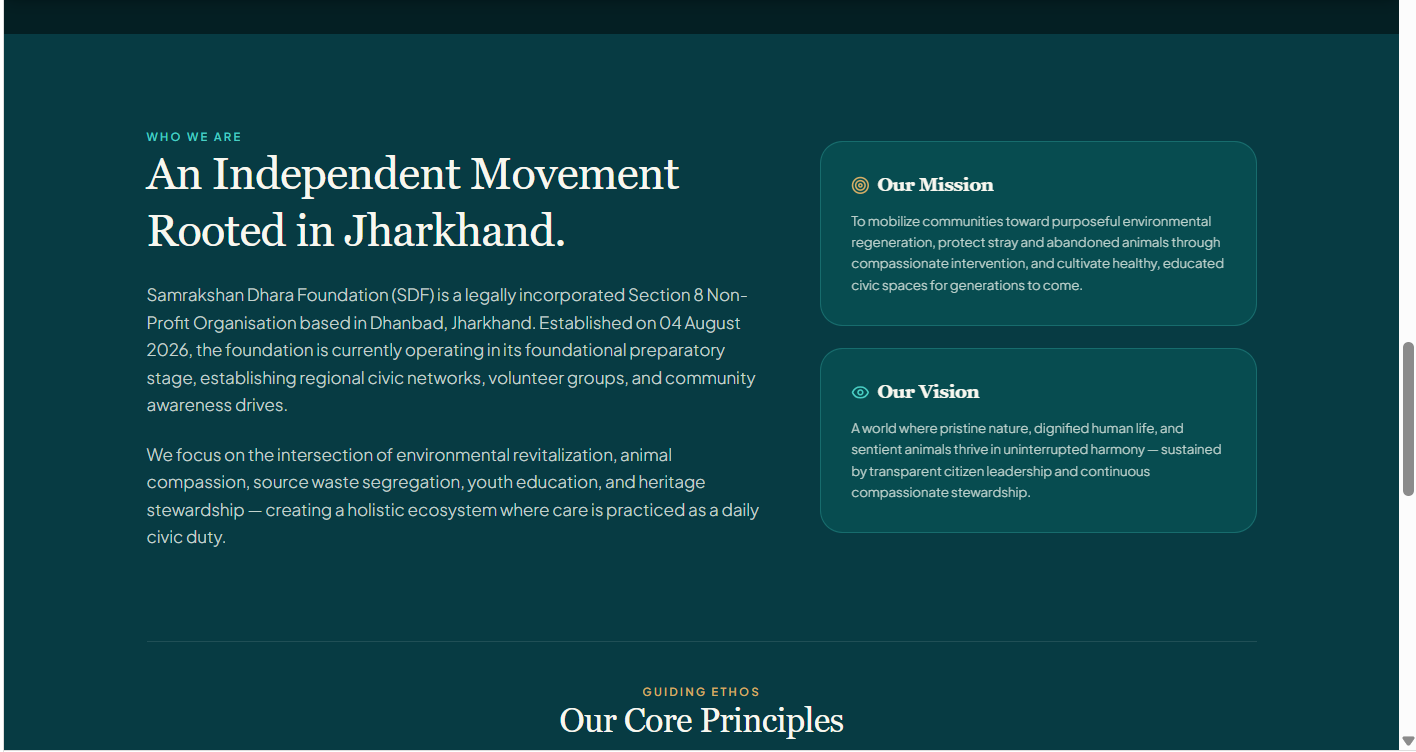 WHO WE ARE
An Independent Movement
Rooted in Jharkhand.
Samrakshan Dhara Foundation (SDF) is a legally incorporated Section 8 Non-
Profit Organisation based in Dhanbad, Jharkhand. Established on 04 August
2026, the foundation is currently operating in its foundational preparatory
stage, establishing regional civic networks, volunteer groups, and community
awareness drives.
We focus on the intersection of environmental revitalization, animal
compassion, source waste segregation, youth education, and heritage
stewardship — creating a holistic ecosystem where care is practiced as a daily
civic duty.
Our Mission
To mobilize communities toward purposeful environmental
regeneration, protect stray and abandoned animals through
compassionate intervention, and cultivate healthy, educated
civic spaces for generations to come.
Our Vision
A world where pristine nature, dignified human life, and
sentient animals thrive in uninterrupted harmony — sustained
by transparent citizen leadership and continuous
compassionate stewardship.
GUIDING ETHOS
Our Core Principles